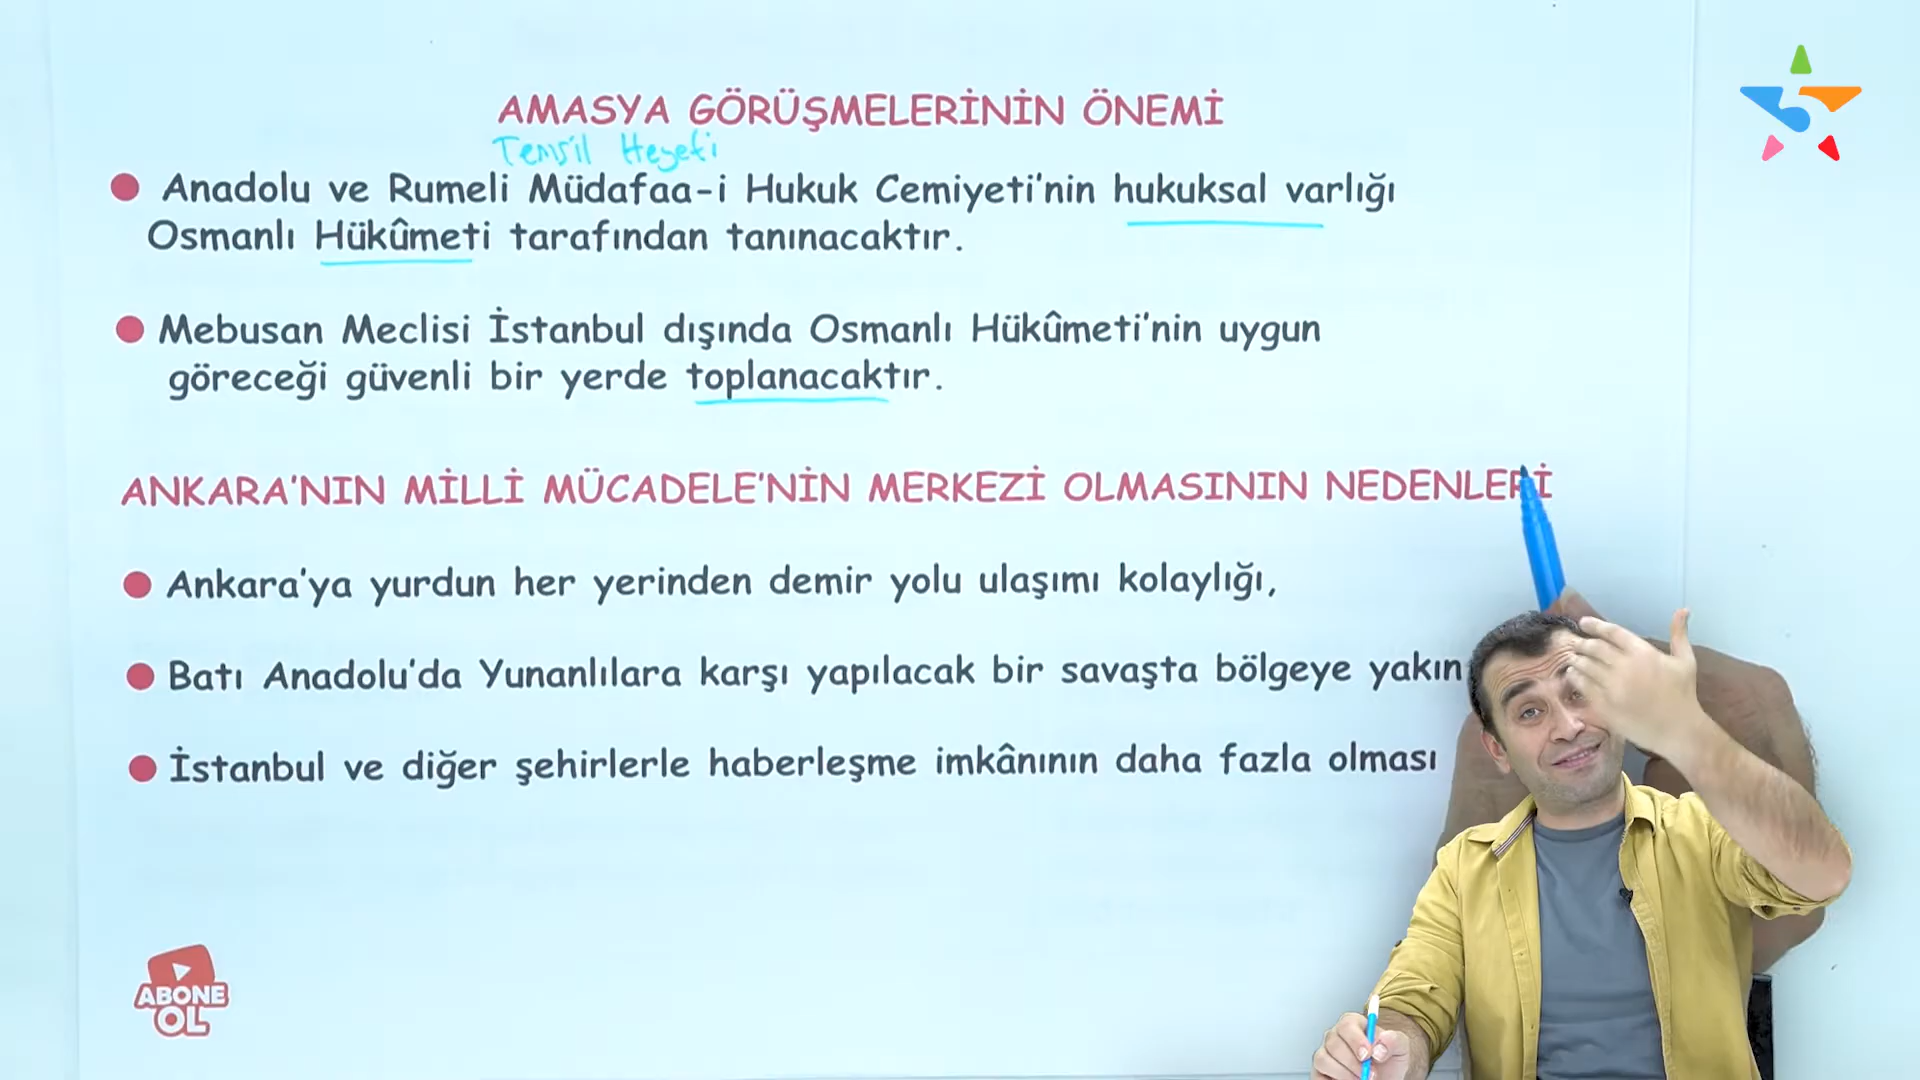 AMASYA GÖRÜŞMELERİNİN ÖNEMİ
Temsil Heyeti
Anadolu ve Rumeli Müdafaa-i Hukuk Cemiyeti'nin hukuksal varlığı
Osmanlı Hükûmeti tarafından tanınacaktır.
Mebusan Meclisi İstanbul dışında Osmanlı Hükûmeti'nin uygun
göreceği güvenli bir yerde toplanacaktır.
ANKARA'NIN MİLLİ MÜCADELE'NİN MERKEZİ OLMASININ NEDENLERİ
Ankara'ya yurdun her yerinden demir yolu ulaşımı kolaylığı,
Batı Anadolu'da Yunanlılara karşı yapılacak bir savaşta bölgeye yakın
İstanbul ve diğer şehirlerle haberleşme imkânının daha fazla olması
ABONE
OL
5